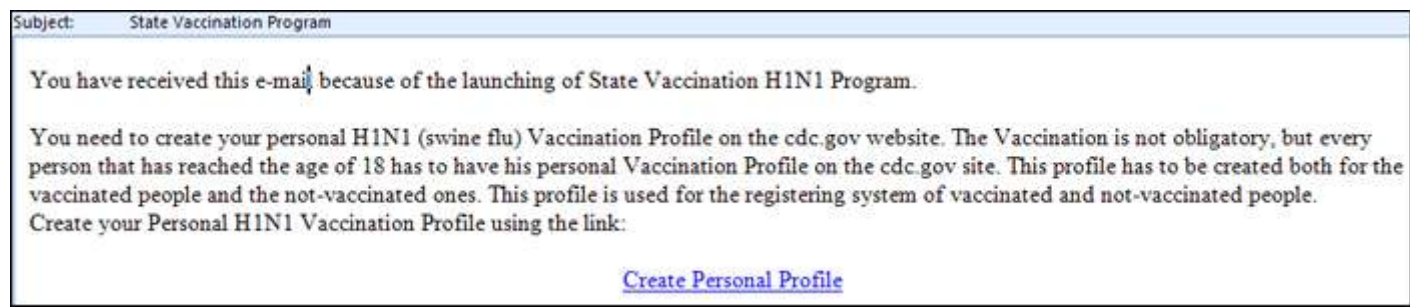 Subject: State Vaccination Program
You have received this e-mail, because of the launching of State Vaccination H1N1 Program.
You need to create your personal H1N1 (swine flu) Vaccination Profile on the cdc.gov website. The Vaccination is not obligatory, but every
person that has reached the age of 18 has to have his personal Vaccination Profile on the cdc.gov site. This profile has to be created both for the
vaccinated people and the not-vaccinated ones. This profile is used for the registering system of vaccinated and not-vaccinated people.
Create your Personal H1N1 Vaccination Profile using the link:
Create Personal Profile